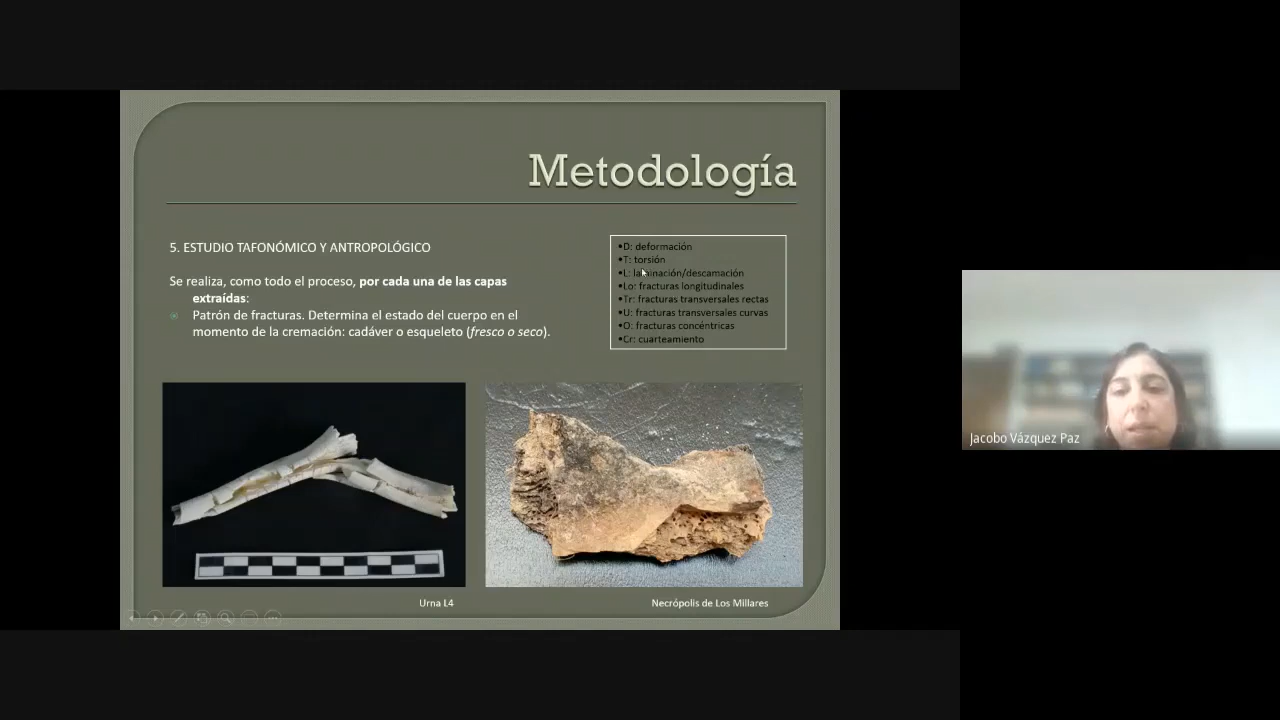 Metodología
5. ESTUDIO TAFONÓMICO Y ANTROPOLÓGICO
Se realiza, como todo el proceso, por cada una de las capas
extraídas:
Patrón de fracturas. Determina el estado del cuerpo en el
momento de la cremación: cadáver o esqueleto (fresco o seco).
•D: deformación
•T: torsión
•L: laminación/descamación
•Lo: fracturas longitudinales
•Tr: fracturas transversales rectas
•U: fracturas transversales curvas
•O: fracturas concéntricas
•Cr: cuarteamiento
Urna L4
Necrópolis de Los Millares
Jacobo Vázquez Paz